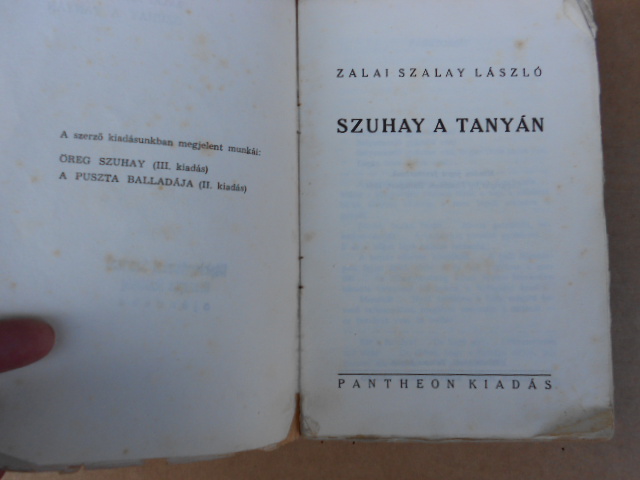 A szerző kiadásunkban megjelent munkái:
ÖREG SZUHAY (III. kiadás)
A PUSZTA BALLADÁJA (II. kiadás)
ZALAI SZALAY LÁSZLÓ
SZUHAY A TANYÁN
PANTHEON KIADÁS